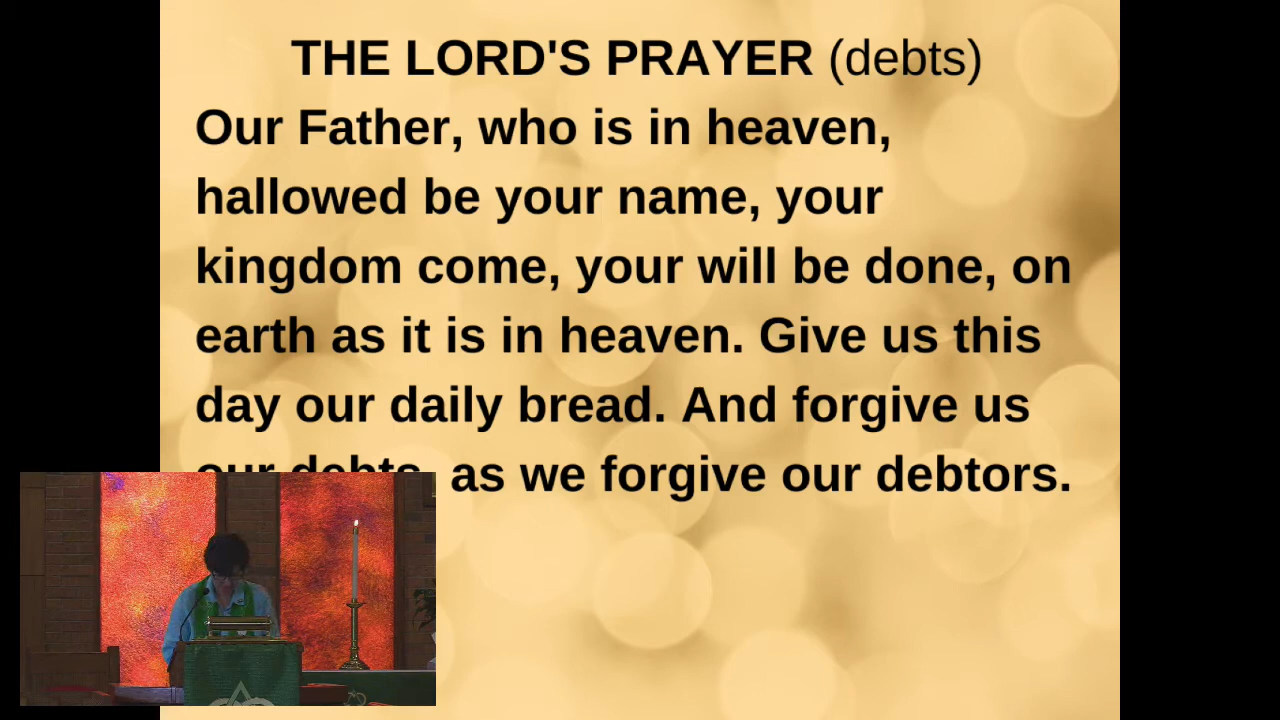 THE LORD'S PRAYER (debts)
Our Father, who is in heaven,
hallowed be your name, your
kingdom come, your will be done, on
earth as it is in heaven. Give us this
day our daily bread. And forgive us
our debts, as we forgive our debtors.